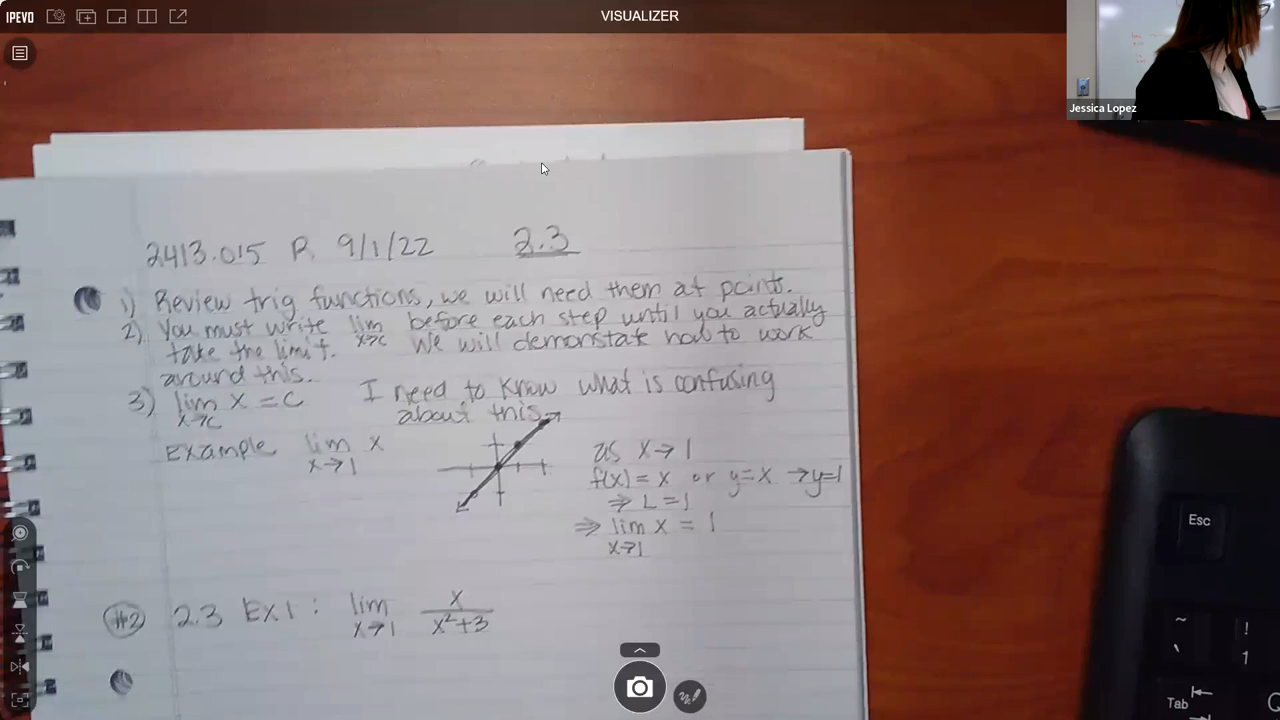 IPEVO
VISUALIZER
Jessica Lopez
2413.015 P. 9/1/22 2.3
1) Review trig functions, we will need them at points.
2) You must write lim x→c before each step until you actually
take the limit. We will demonstate how to work
around this.
3) lim x→c x = c I need to know what is confusing
about this.
Example lim x→1 x
as x→1
f(x) = x or y=x →y=1
⇒ L=1
⇒ lim x→1 x = 1
#2 2.3 EX1: lim x→1 x/(x²+3)
Esc
~ !
` 1
Tab Q